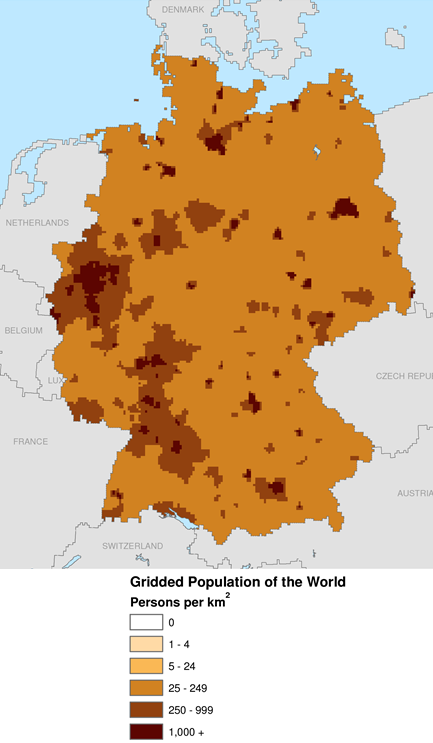 DENMARK
NETHERLANDS
BELGIUM
LUX
CZECH REPU
FRANCE
AUSTRIA
SWITZERLAND
Gridded Population of the World
Persons per km2
0
1 - 4
5 - 24
25 - 249
250 - 999
1,000 +